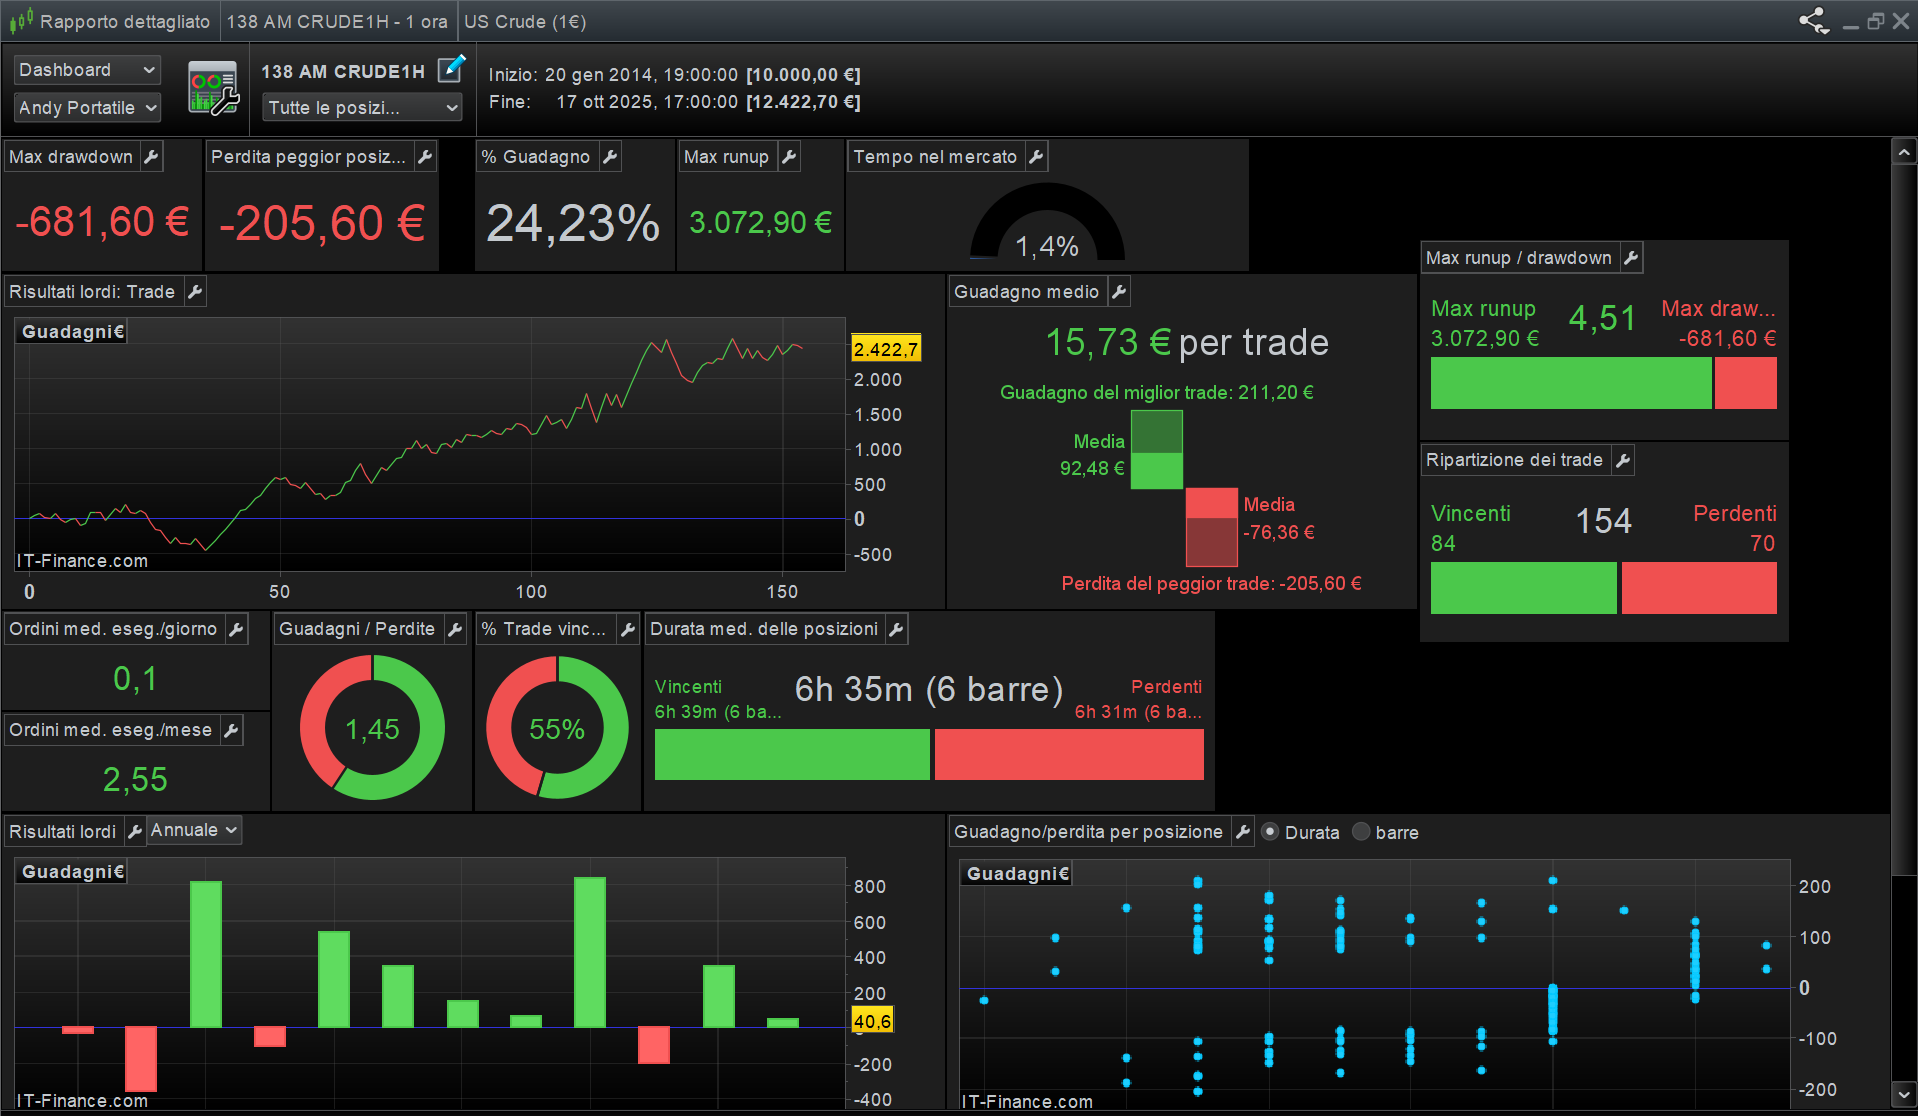 Rapporto dettagliato
138 AM CRUDE1H - 1 ora
US Crude (1€)
Dashboard
Andy Portatile
138 AM CRUDE1H
Tutte le posizi...
Inizio: 20 gen 2014, 19:00:00 [10.000,00 €]
Fine: 17 ott 2025, 17:00:00 [12.422,70 €]
Max drawdown
-681,60 €
Perdita peggior posiz...
-205,60 €
% Guadagno
24,23%
Max runup
3.072,90 €
Tempo nel mercato
1,4%
Max runup / drawdown
Max runup
3.072,90 €
4,51
Max draw...
-681,60 €
Risultati lordi: Trade
Guadagni€
2.422,7
2.000
1.500
1.000
500
0
-500
IT-Finance.com
0
50
100
150
Guadagno medio
15,73 € per trade
Guadagno del miglior trade: 211,20 €
Media
92,48 €
Media
-76,36 €
Perdita del peggior trade: -205,60 €
Ripartizione dei trade
Vincenti
84
154
Perdenti
70
Ordini med. eseg./giorno
0,1
Ordini med. eseg./mese
2,55
Guadagni / Perdite
1,45
% Trade vinc...
55%
Durata med. delle posizioni
Vincenti
6h 39m (6 ba...
6h 35m (6 barre)
Perdenti
6h 31m (6 ba...
Risultati lordi
Annuale
Guadagni€
800
600
400
200
40,6
-200
-400
IT-Finance.com
Guadagno/perdita per posizione
Durata
barre
Guadagni€
200
100
0
-100
-200
IT-Finance.com